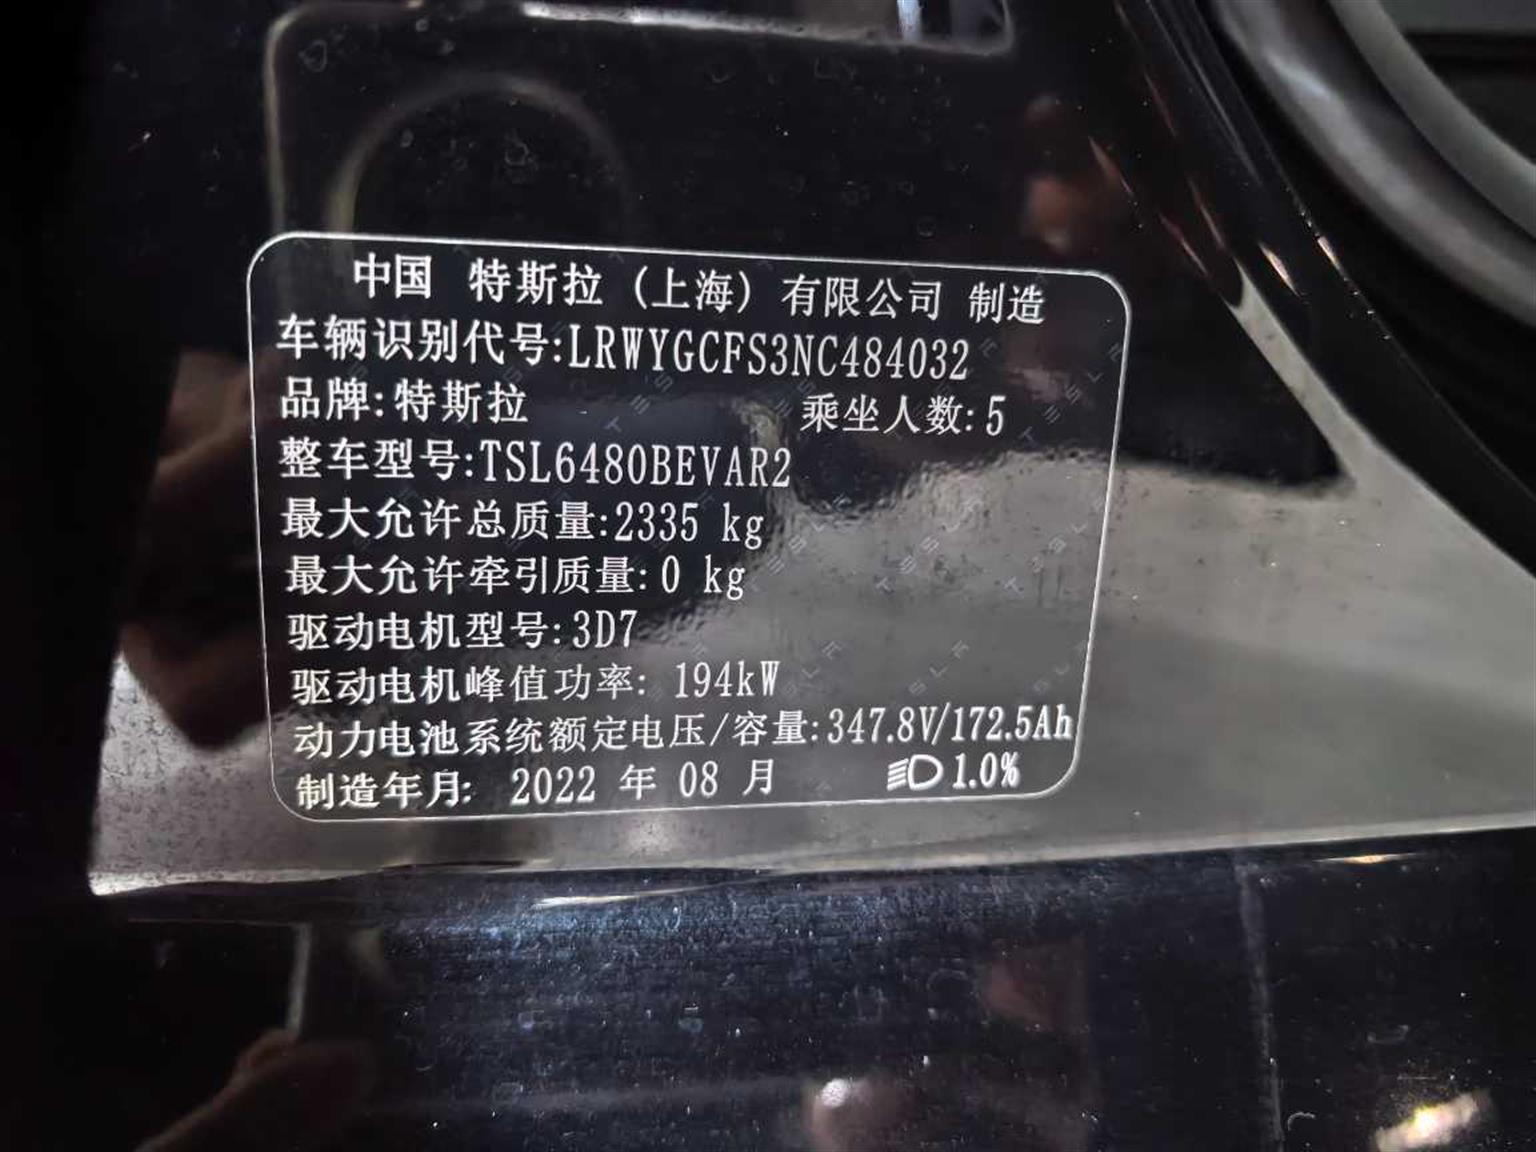 中国 特斯拉 (上海) 有限公司 制造
车辆识别代号:LRWYGCFS3NC484032
品牌:特斯拉 乘坐人数:5
整车型号:TSL6480BEVAR2
最大允许总质量:2335 kg
最大允许牵引质量:0 kg
驱动电机型号:3D7
驱动电机峰值功率: 194kW
动力电池系统额定电压/容量:347.8V/172.5Ah
制造年月: 2022 年 08 月 1.0%